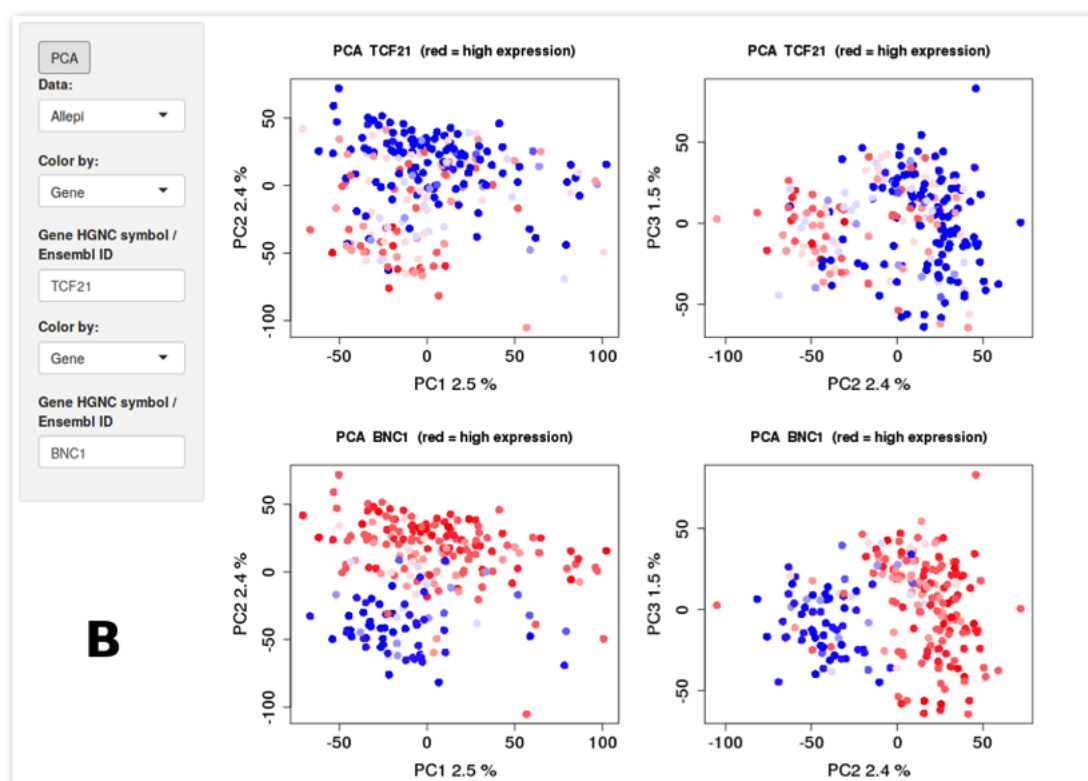 PCA
Data:
Allepi
Color by:
Gene
Gene HGNC symbol /
Ensembl ID
TCF21
Color by:
Gene
Gene HGNC symbol /
Ensembl ID
BNC1
B
PCA TCF21 (red = high expression)
PC2 2.4 %
50
0
-50
-100
-50
0
50
100
PC1 2.5 %
PCA TCF21 (red = high expression)
PC3 1.5 %
50
0
-50
-100
-50
0
50
PC2 2.4 %
PCA BNC1 (red = high expression)
PC2 2.4 %
50
0
-50
-100
-50
0
50
100
PC1 2.5 %
PCA BNC1 (red = high expression)
PC3 1.5 %
50
0
-50
-100
-50
0
50
PC2 2.4 %